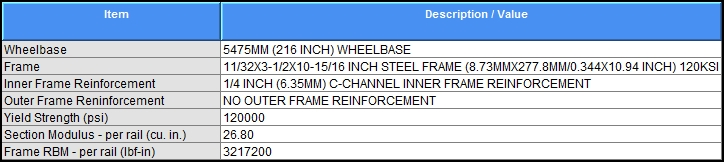 Item Description / Value
Wheelbase 5475MM (216 INCH) WHEELBASE
Frame 11/32X3-1/2X10-15/16 INCH STEEL FRAME (8.73MMX277.8MM/0.344X10.94 INCH) 120KSI
Inner Frame Reinforcement 1/4 INCH (6.35MM) C-CHANNEL INNER FRAME REINFORCEMENT
Outer Frame Reninforcement NO OUTER FRAME REINFORCEMENT
Yield Strength (psi) 120000
Section Modulus - per rail (cu. in.) 26.80
Frame RBM - per rail (lbf-in) 3217200